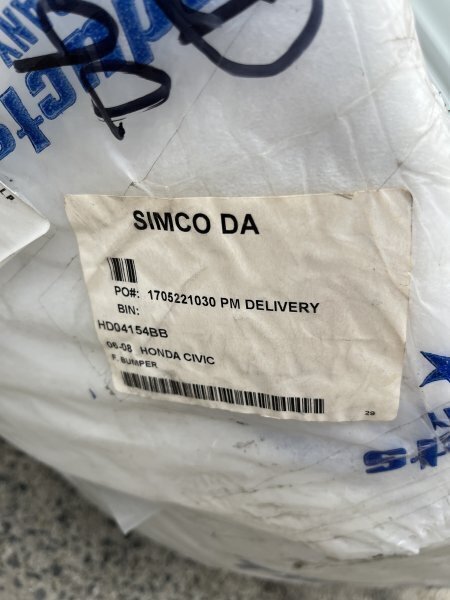 SIMCO DA
PO#: 1705221030 PM DELIVERY
BIN:
HD04154BB
06-08 HONDA CIVIC
F. BUMPER
29